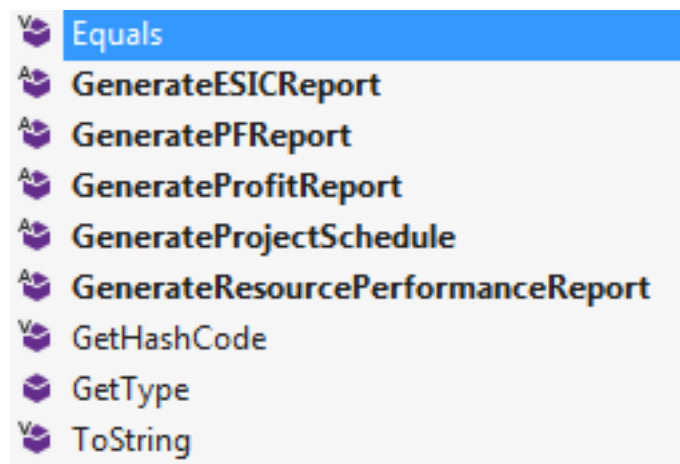 Equals
GenerateESICReport
GeneratePFReport
GenerateProfitReport
GenerateProjectSchedule
GenerateResourcePerformanceReport
GetHashCode
GetType
ToString